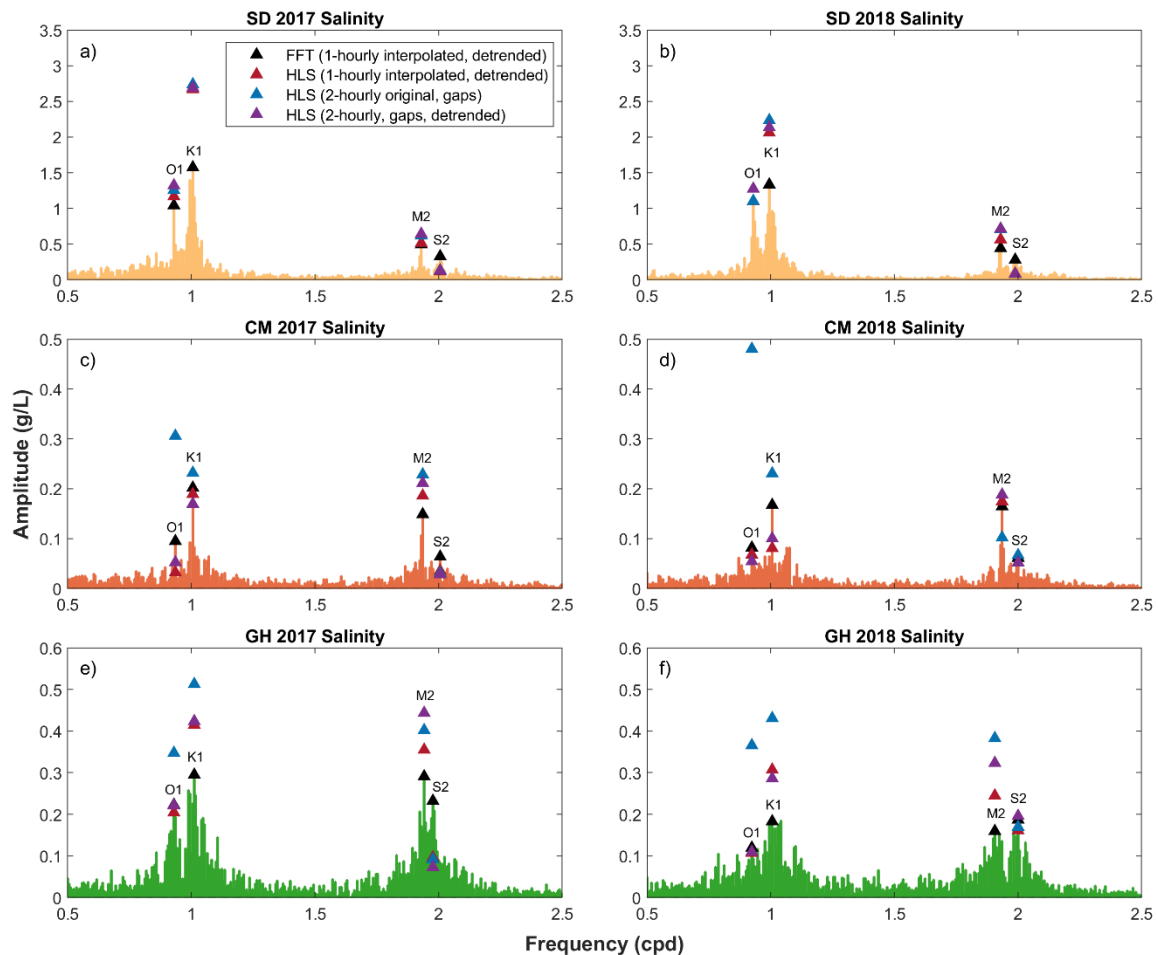 SD 2017 Salinity
a)
FFT (1-hourly interpolated, detrended)
HLS (1-hourly interpolated, detrended)
HLS (2-hourly original, gaps)
HLS (2-hourly, gaps, detrended)
O1
K1
M2
S2
3.5
3
2.5
2
1.5
1
0.5
0
0.5
1
1.5
2
2.5
SD 2018 Salinity
b)
O1
K1
M2
S2
3.5
3
2.5
2
1.5
1
0.5
0
0.5
1
1.5
2
2.5
CM 2017 Salinity
c)
O1
K1
M2
S2
0.5
0.4
0.3
0.2
0.1
0
0.5
1
1.5
2
2.5
CM 2018 Salinity
d)
O1
K1
M2
S2
0.5
0.4
0.3
0.2
0.1
0
0.5
1
1.5
2
2.5
Amplitude (g/L)
GH 2017 Salinity
e)
O1
K1
M2
S2
0.6
0.5
0.4
0.3
0.2
0.1
0
0.5
1
1.5
2
2.5
GH 2018 Salinity
f)
O1
K1
M2
S2
0.6
0.5
0.4
0.3
0.2
0.1
0
0.5
1
1.5
2
2.5
Frequency (cpd)